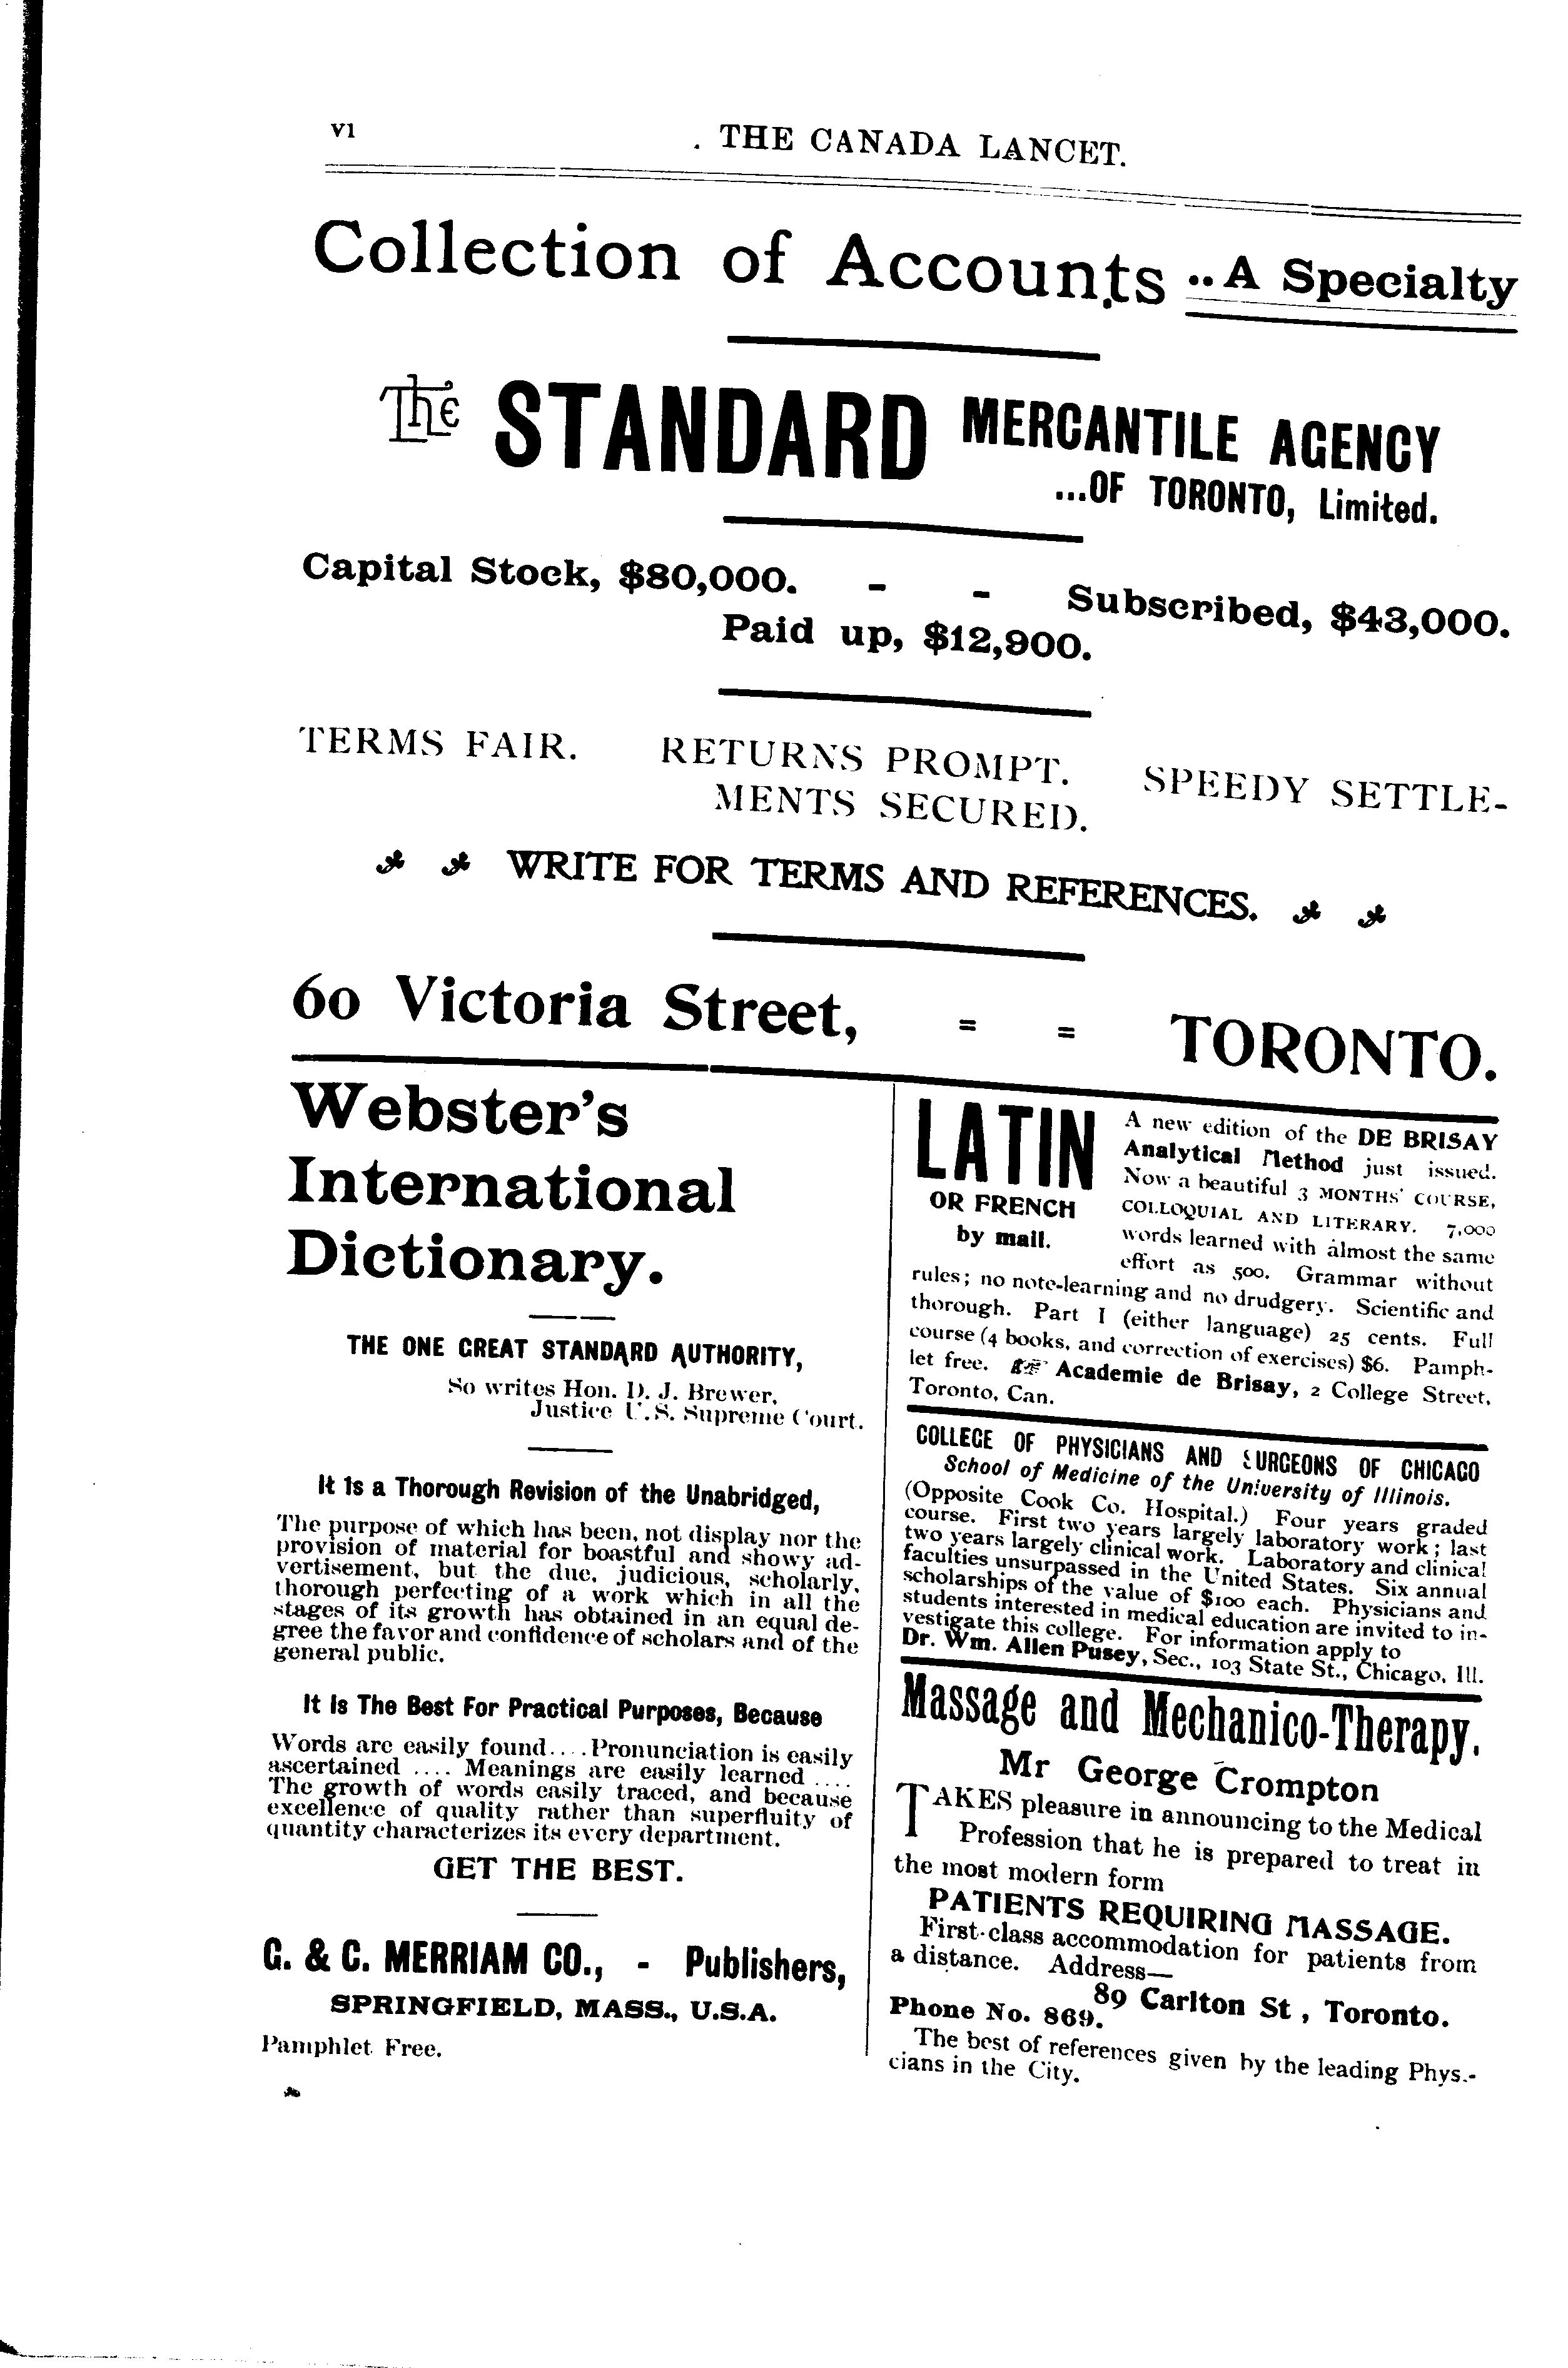 vi
THE CANADA LANCET.
Collection of Accounts ..A Specialty
The STANDARD MERCANTILE AGENCY
...OF TORONTO, Limited.
Capital Stock, $80,000. - - Subscribed, $43,000.
Paid up, $12,900.
TERMS FAIR. RETURNS PROMPT. SPEEDY SETTLE-
MENTS SECURED.
WRITE FOR TERMS AND REFERENCES.
60 Victoria Street, = = TORONTO.
Webster's
International
Dictionary.
THE ONE GREAT STANDARD AUTHORITY,
So writes Hon. D. J. Brewer,
Justice U.S. Supreme Court.
It Is a Thorough Revision of the Unabridged,
The purpose of which has been, not display nor the
provision of material for boastful and showy ad-
vertisement, but the due, judicious, scholarly,
thorough perfecting of a work which in all the
stages of its growth has obtained in an equal de-
gree the favor and confidence of scholars and of the
general public.
It Is The Best For Practical Purposes, Because
Words are easily found.... Pronunciation is easily
ascertained .... Meanings are easily learned ....
The growth of words easily traced, and because
excellence of quality rather than superfluity of
quantity characterizes its every department.
GET THE BEST.
G. & C. MERRIAM CO., - Publishers,
SPRINGFIELD, MASS., U.S.A.
Pamphlet Free.
LATIN
OR FRENCH
by mail.
A new edition of the DE BRISAY
Analytical Method just issued.
Now a beautiful 3 MONTHS' COURSE,
COLLOQUIAL AND LITERARY. 7,000
words learned with almost the same
effort as 500. Grammar without
rules; no note-learning and no drudgery. Scientific and
thorough. Part I (either language) 25 cents. Full
course (4 books, and correction of exercises) $6. Pamph-
let free. Academie de Brisay, 2 College Street,
Toronto, Can.
COLLEGE OF PHYSICIANS AND SURGEONS OF CHICAGO
School of Medicine of the University of Illinois.
(Opposite Cook Co. Hospital.) Four years graded
course. First two years largely laboratory work; last
two years largely clinical work. Laboratory and clinical
faculties unsurpassed in the United States. Six annual
scholarships of the value of $100 each. Physicians and
students interested in medical education are invited to in-
vestigate this college. For information apply to
Dr. Wm. Allen Pusey, Sec., 103 State St., Chicago, Ill.
Massage and Mechanico-Therapy.
Mr George Crompton
TAKES pleasure in announcing to the Medical
Profession that he is prepared to treat in
the most modern form
PATIENTS REQUIRING MASSAGE.
First-class accommodation for patients from
a distance. Address—
89 Carlton St, Toronto.
Phone No. 869.
The best of references given by the leading Phys.-
cians in the City.